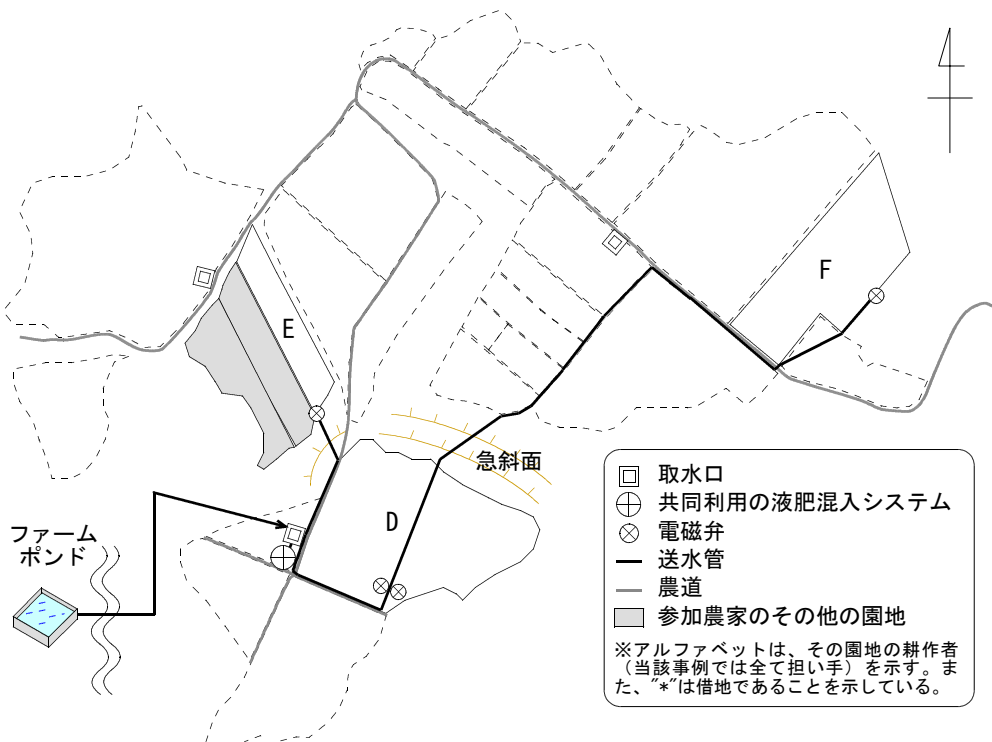 F
E
急斜面
D
ファーム
ポンド
取水口
共同利用の液肥混入システム
電磁弁
送水管
農道
参加農家のその他の園地
※アルファベットは、その園地の耕作者
（当該事例では全て担い手）を示す。ま
た、"*"は借地であることを示している。